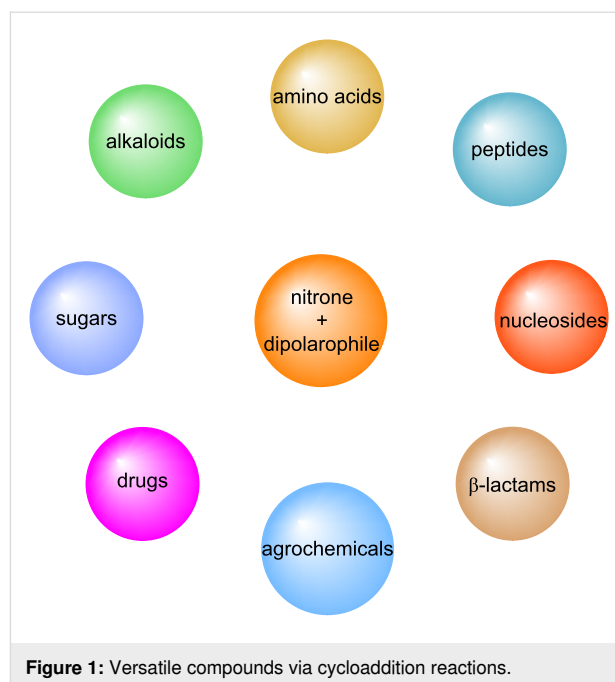 amino acids
alkaloids
peptides
nitrone
+
dipolarophile
sugars
nucleosides
drugs
β-lactams
agrochemicals
Figure 1: Versatile compounds via cycloaddition reactions.